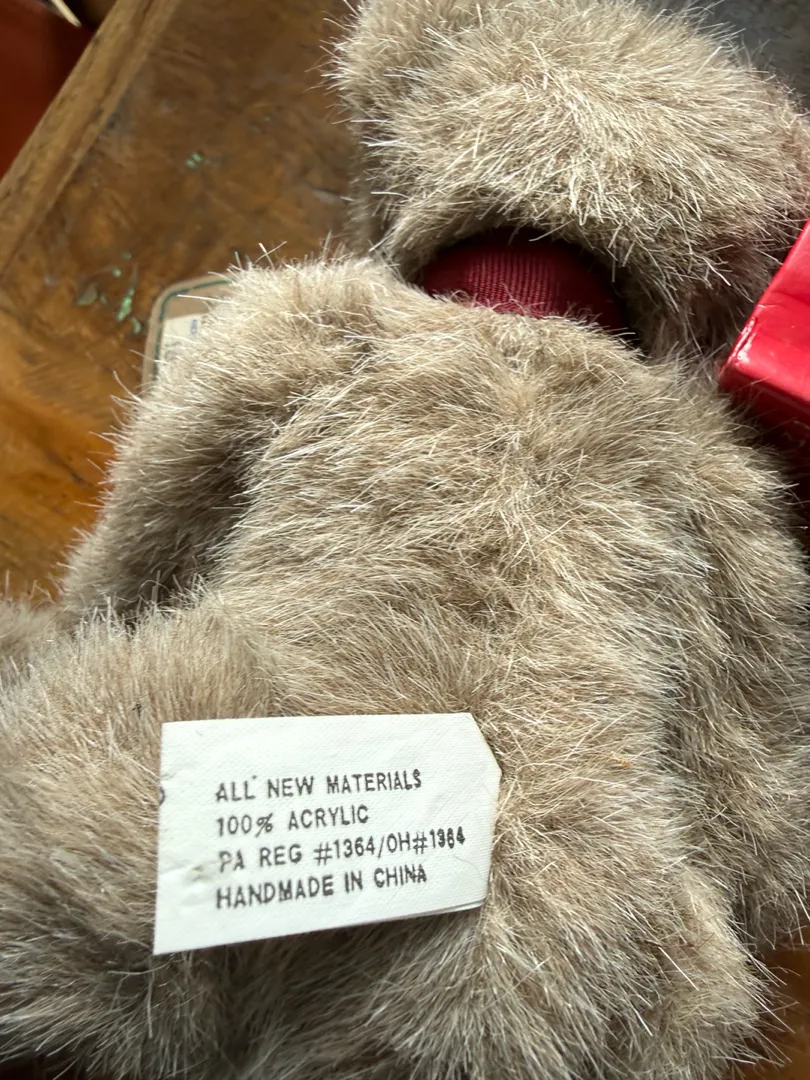 ALL NEW MATERIALS
100% ACRYLIC
PA REG #1364/OH#1364
HANDMADE IN CHINA